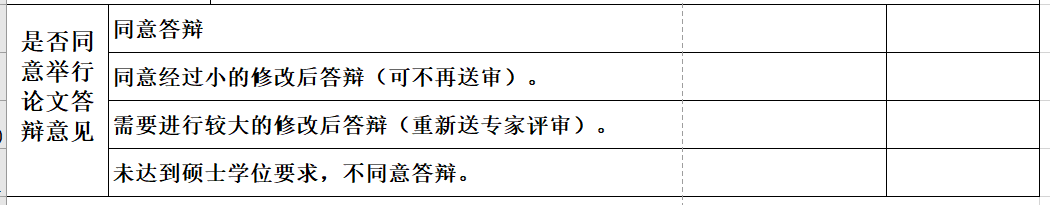 是否同
意举行
论文答
辩意见
同意答辩
同意经过小的修改后答辩（可不再送审）。
需要进行较大的修改后答辩（重新送专家评审）。
未达到硕士学位要求，不同意答辩。